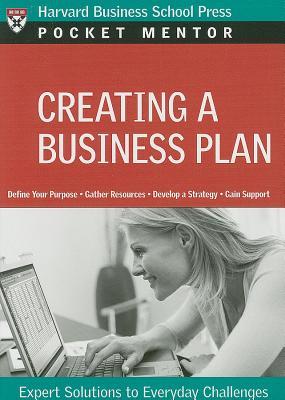 Harvard Business School Press
POCKET MENTOR
CREATING A
BUSINESS PLAN
Define Your Purpose • Gather Resources • Develop a Strategy • Gain Support
Expert Solutions to Everyday Challenges